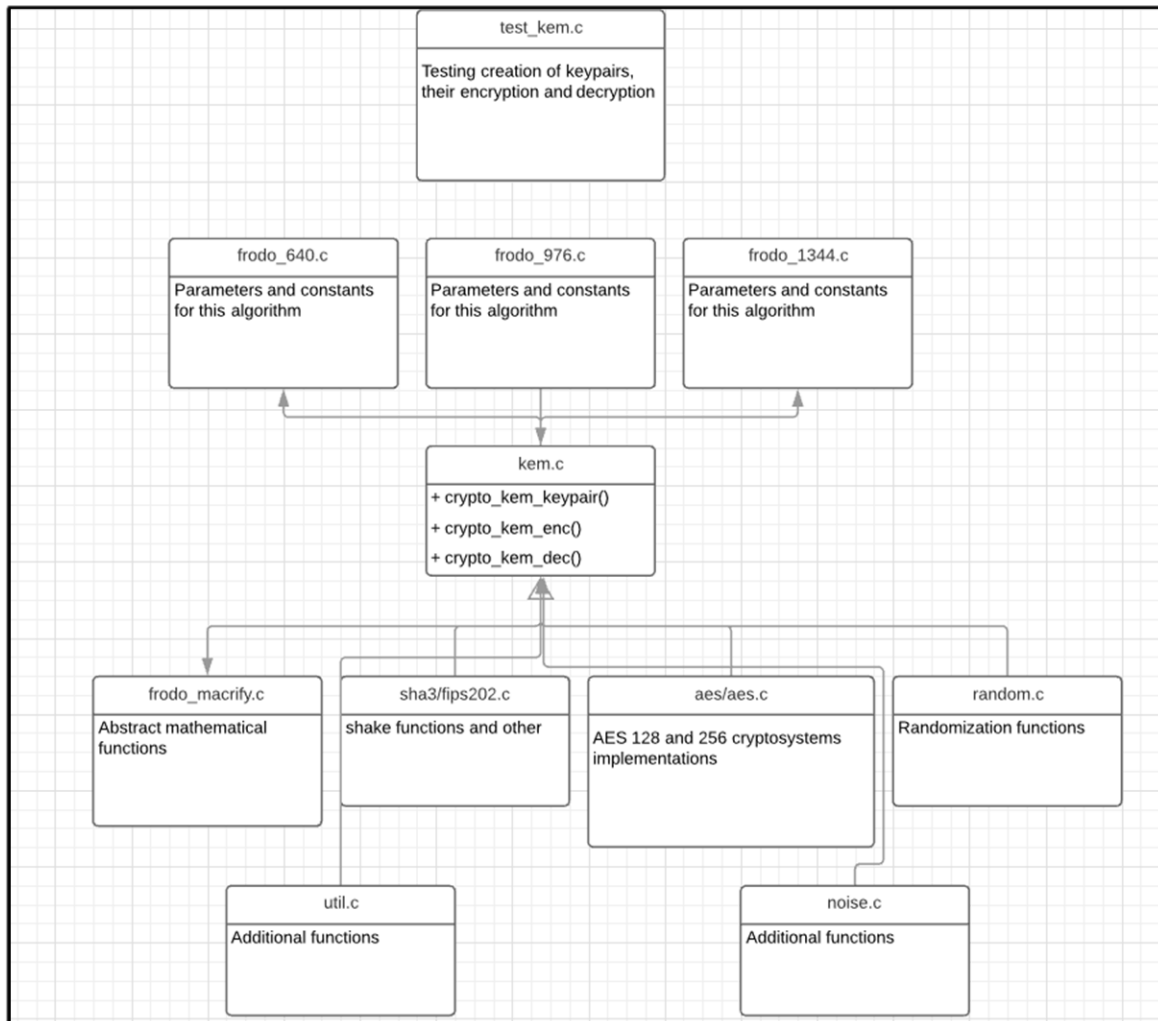 test_kem.c
Testing creation of keypairs,
their encryption and decryption
frodo_640.c
Parameters and constants
for this algorithm
frodo_976.c
Parameters and constants
for this algorithm
frodo_1344.c
Parameters and constants
for this algorithm
kem.c
+ crypto_kem_keypair()
+ crypto_kem_enc()
+ crypto_kem_dec()
frodo_macrify.c
Abstract mathematical
functions
sha3/fips202.c
shake functions and other
aes/aes.c
AES 128 and 256 cryptosystems
implementations
random.c
Randomization functions
util.c
Additional functions
noise.c
Additional functions